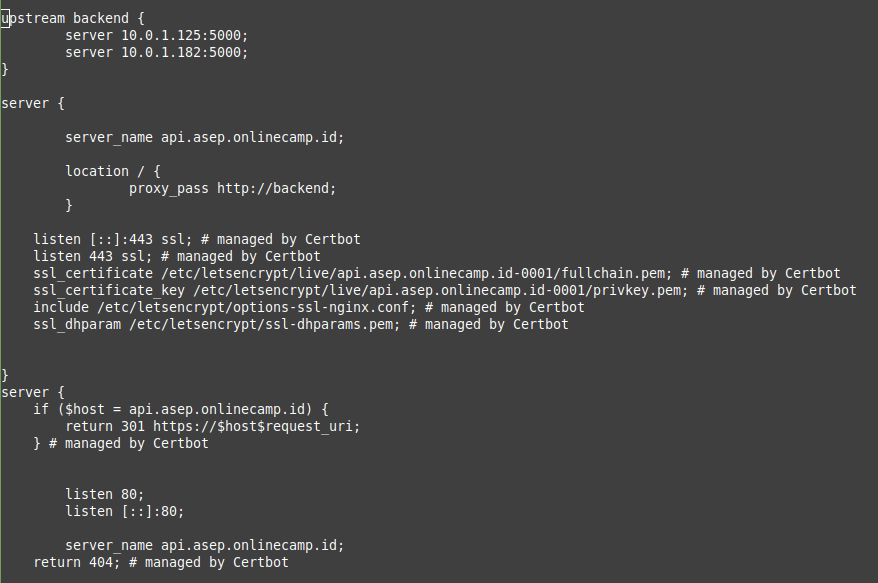 upstream backend {
        server 10.0.1.125:5000;
        server 10.0.1.182:5000;
}

server {

        server_name api.asep.onlinecamp.id;

        location / {
                proxy_pass http://backend;
        }

    listen [::]:443 ssl; # managed by Certbot
    listen 443 ssl; # managed by Certbot
    ssl_certificate /etc/letsencrypt/live/api.asep.onlinecamp.id-0001/fullchain.pem; # managed by Certbot
    ssl_certificate_key /etc/letsencrypt/live/api.asep.onlinecamp.id-0001/privkey.pem; # managed by Certbot
    include /etc/letsencrypt/options-ssl-nginx.conf; # managed by Certbot
    ssl_dhparam /etc/letsencrypt/ssl-dhparams.pem; # managed by Certbot


}
server {
    if ($host = api.asep.onlinecamp.id) {
        return 301 https://$host$request_uri;
    } # managed by Certbot


        listen 80;
        listen [::]:80;

        server_name api.asep.onlinecamp.id;
    return 404; # managed by Certbot